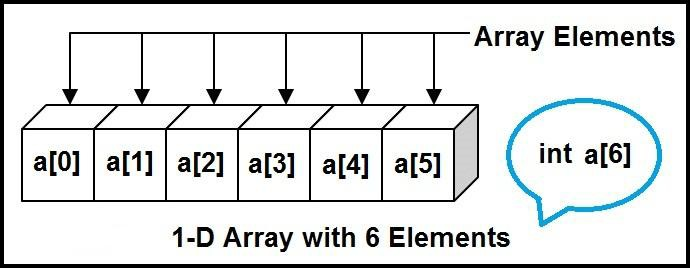 Array Elements
a[0] a[1] a[2] a[3] a[4] a[5]
int a[6]
1-D Array with 6 Elements